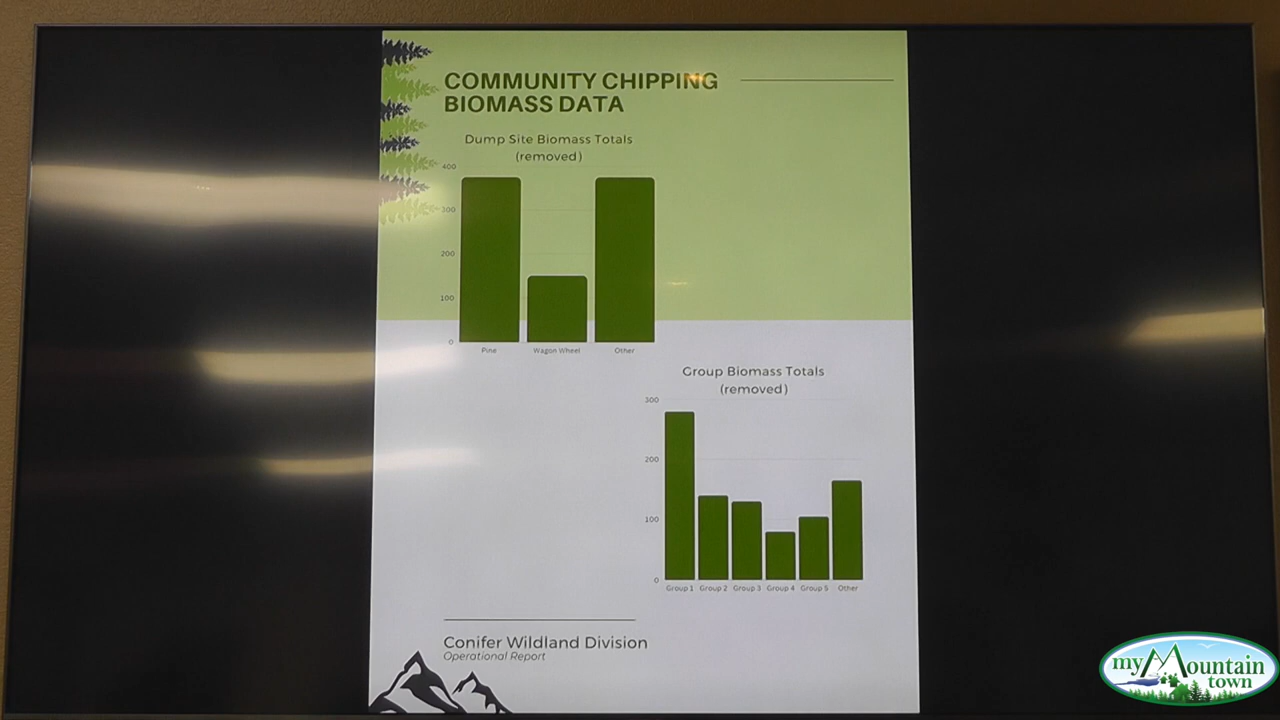 COMMUNITY CHIPPING
BIOMASS DATA
Dump Site Biomass Totals
(removed)
400
300
200
100
0
Pine Wagon Wheel Other
Group Biomass Totals
(removed)
300
200
100
0
Group 1 Group 2 Group 3 Group 4 Group 5 Other
Conifer Wildland Division
Operational Report
my Mountain
town